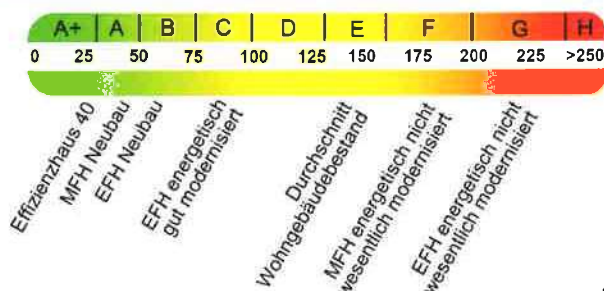 A+ A B C D E F G H
0 25 50 75 100 125 150 175 200 225 >250
Effizienzhaus 40
MFH Neubau
EFH Neubau
EFH energetisch
gut modernisiert
Durchschnitt
Wohngebäudebestand
MFH energetisch nicht
wesentlich modernisiert
EFH energetisch nicht
wesentlich modernisiert